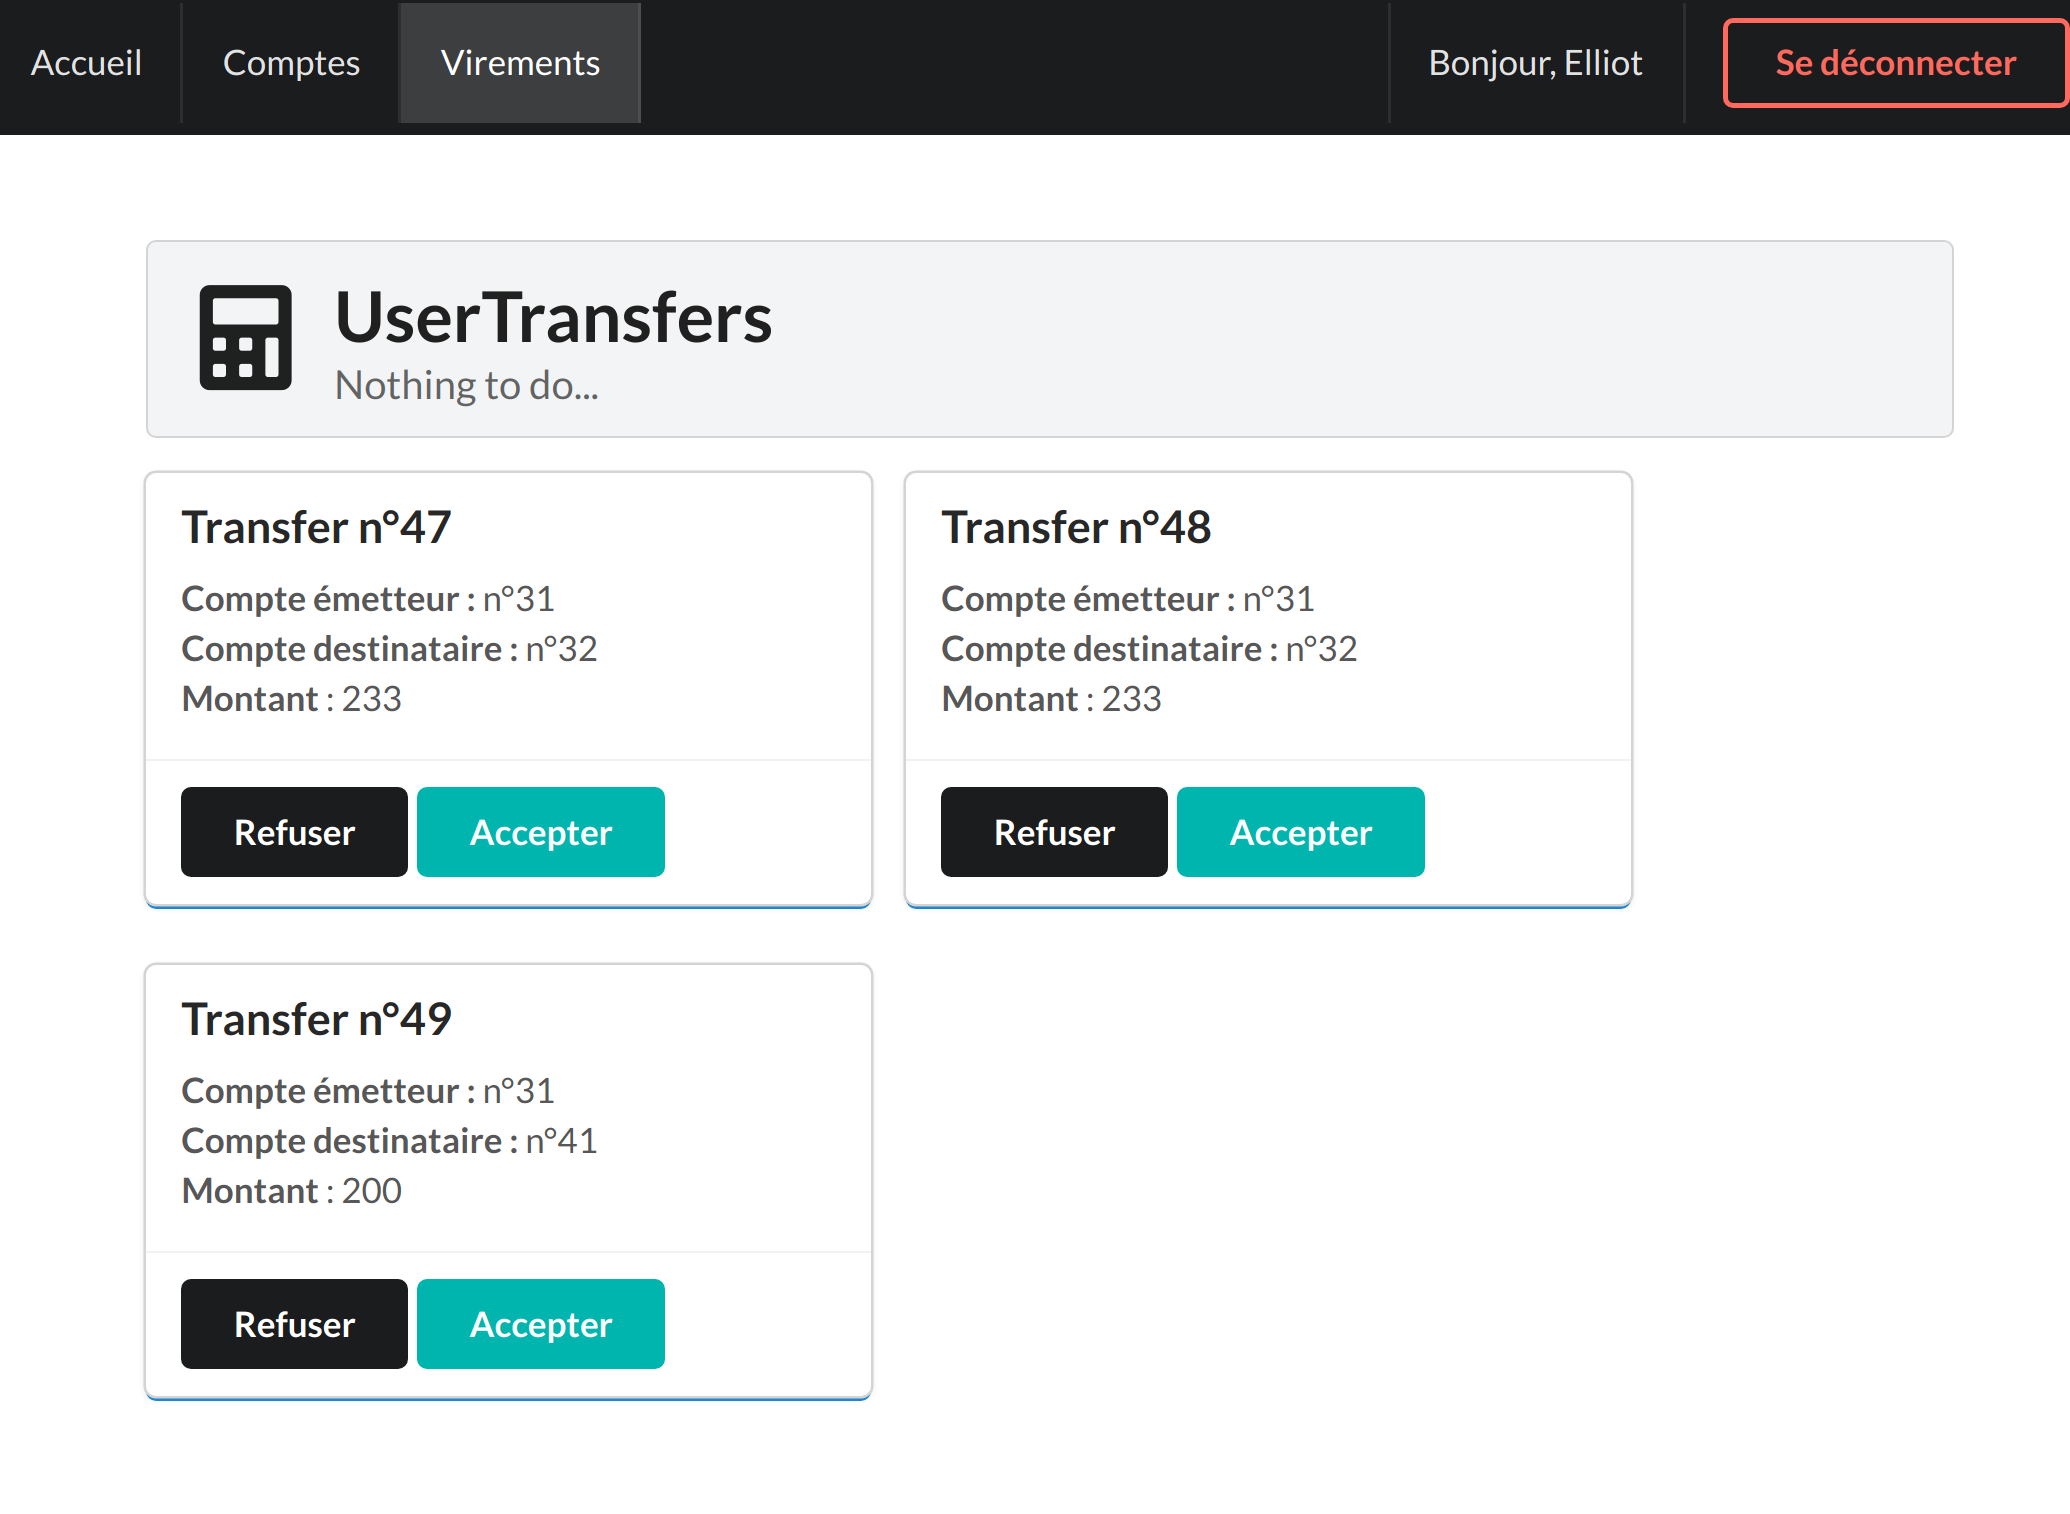 Accueil Comptes Virements Bonjour, Elliot Se déconnecter
UserTransfers
Nothing to do...
Transfer n°47
Compte émetteur : n°31
Compte destinataire : n°32
Montant : 233
Refuser Accepter
Transfer n°48
Compte émetteur : n°31
Compte destinataire : n°32
Montant : 233
Refuser Accepter
Transfer n°49
Compte émetteur : n°31
Compte destinataire : n°41
Montant : 200
Refuser Accepter